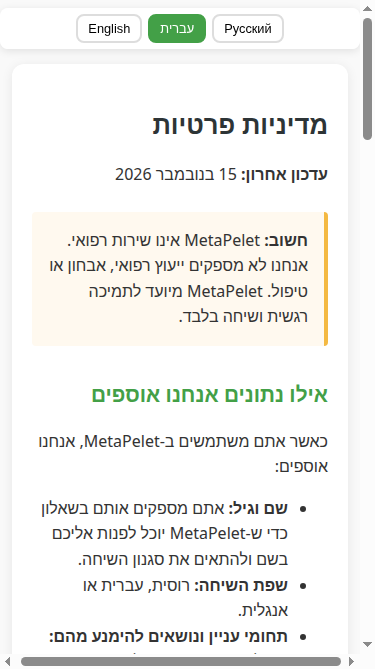 English
עברית
Русский
מדיניות פרטיות
עדכון אחרון: 15 בנובמבר 2026
חשוב: MetaPelet אינו שירות רפואי.
אנחנו לא מספקים ייעוץ רפואי, אבחון או
טיפול. MetaPelet מיועד לתמיכה
רגשית ושיחה בלבד.
אילו נתונים אנחנו אוספים
כאשר אתם משתמשים ב-MetaPelet, אנחנו
אוספים:
• שם וגיל: אתם מספקים אותם בשאלון
כדי ש-MetaPelet יוכל לפנות אליכם
בשם ולהתאים את סגנון השיחה.
• שפת השיחה: רוסית, עברית או
אנגלית.
• תחומי עניין ונושאים להימנע מהם: